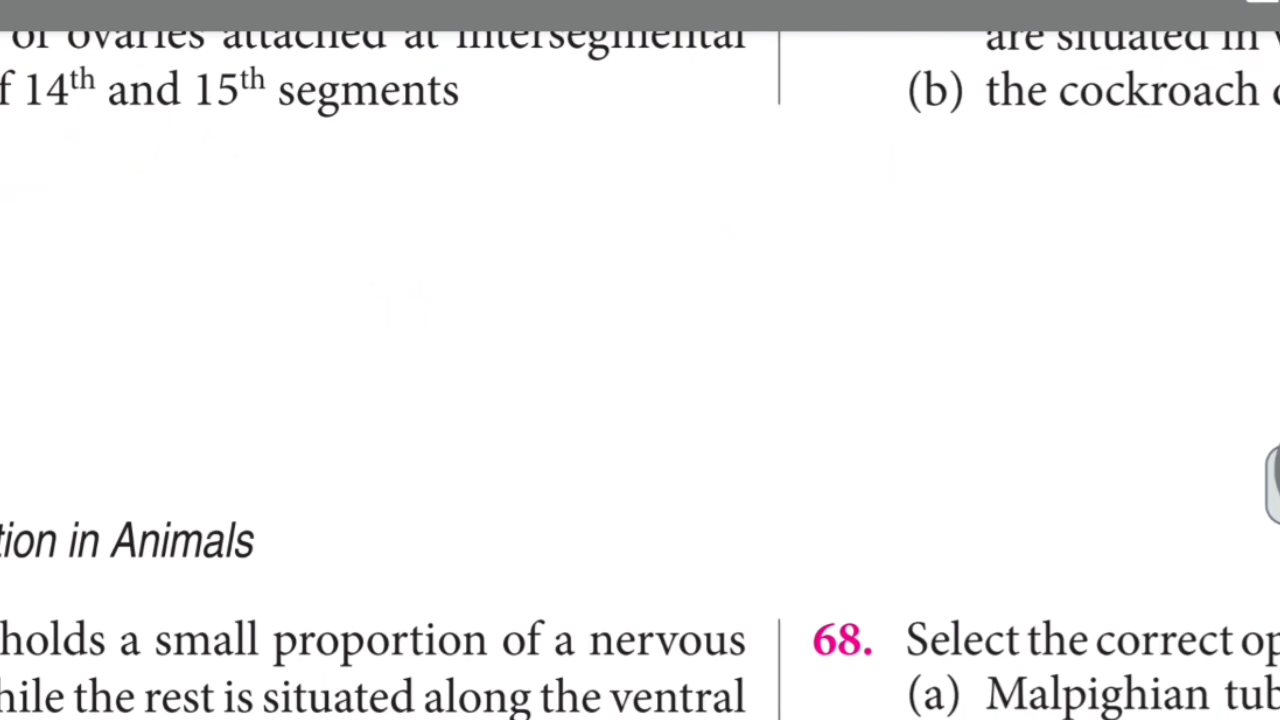 of ovaries attached at intersegmental
f 14th and 15th segments
are situated in
(b) the cockroach
tion in Animals
holds a small proportion of a nervous
hile the rest is situated along the ventral
68. Select the correct op
(a) Malpighian tub